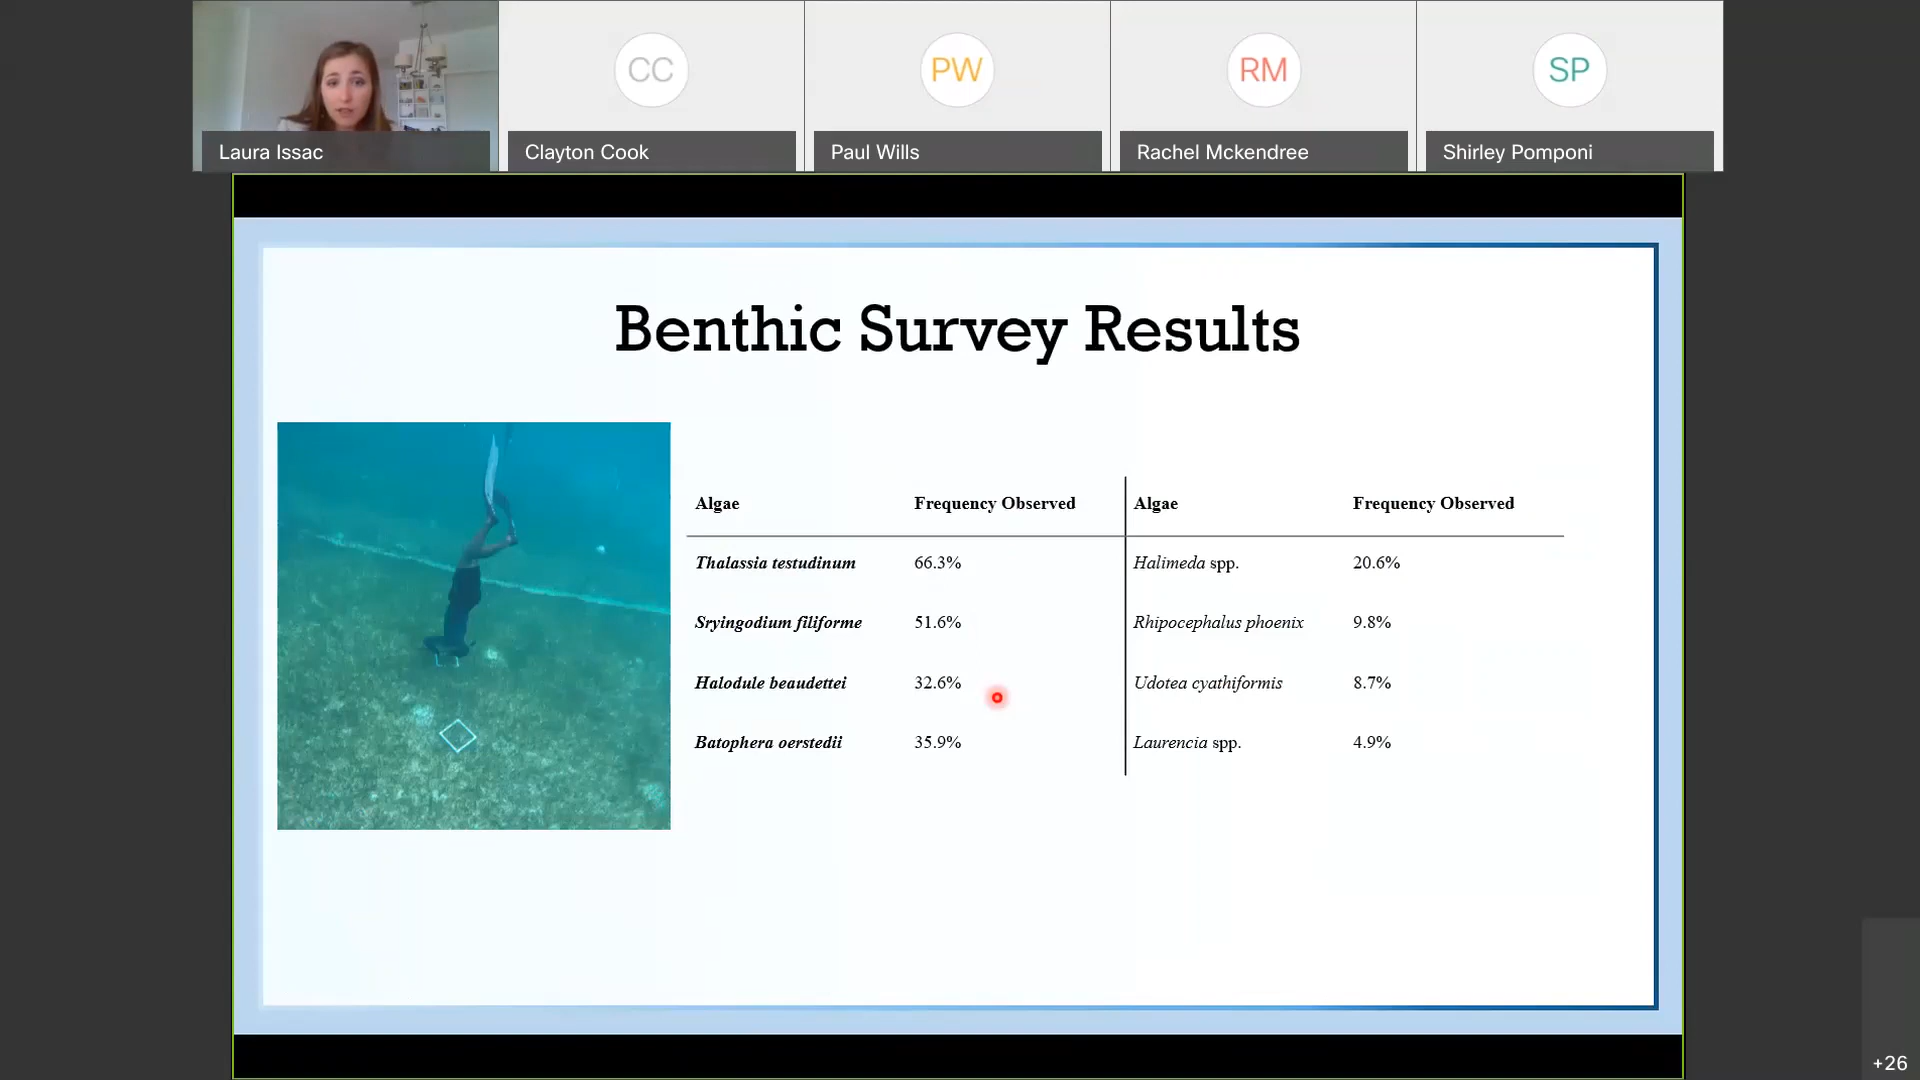 CC
PW
RM
SP
Laura Issac
Clayton Cook
Paul Wills
Rachel Mckendree
Shirley Pomponi
Benthic Survey Results
Algae Frequency Observed Algae Frequency Observed
Thalassia testudinum 66.3% Halimeda spp. 20.6%
Sryingodium filiforme 51.6% Rhipocephalus phoenix 9.8%
Halodule beaudettei 32.6% Udotea cyathiformis 8.7%
Batophera oerstedii 35.9% Laurencia spp. 4.9%
+26